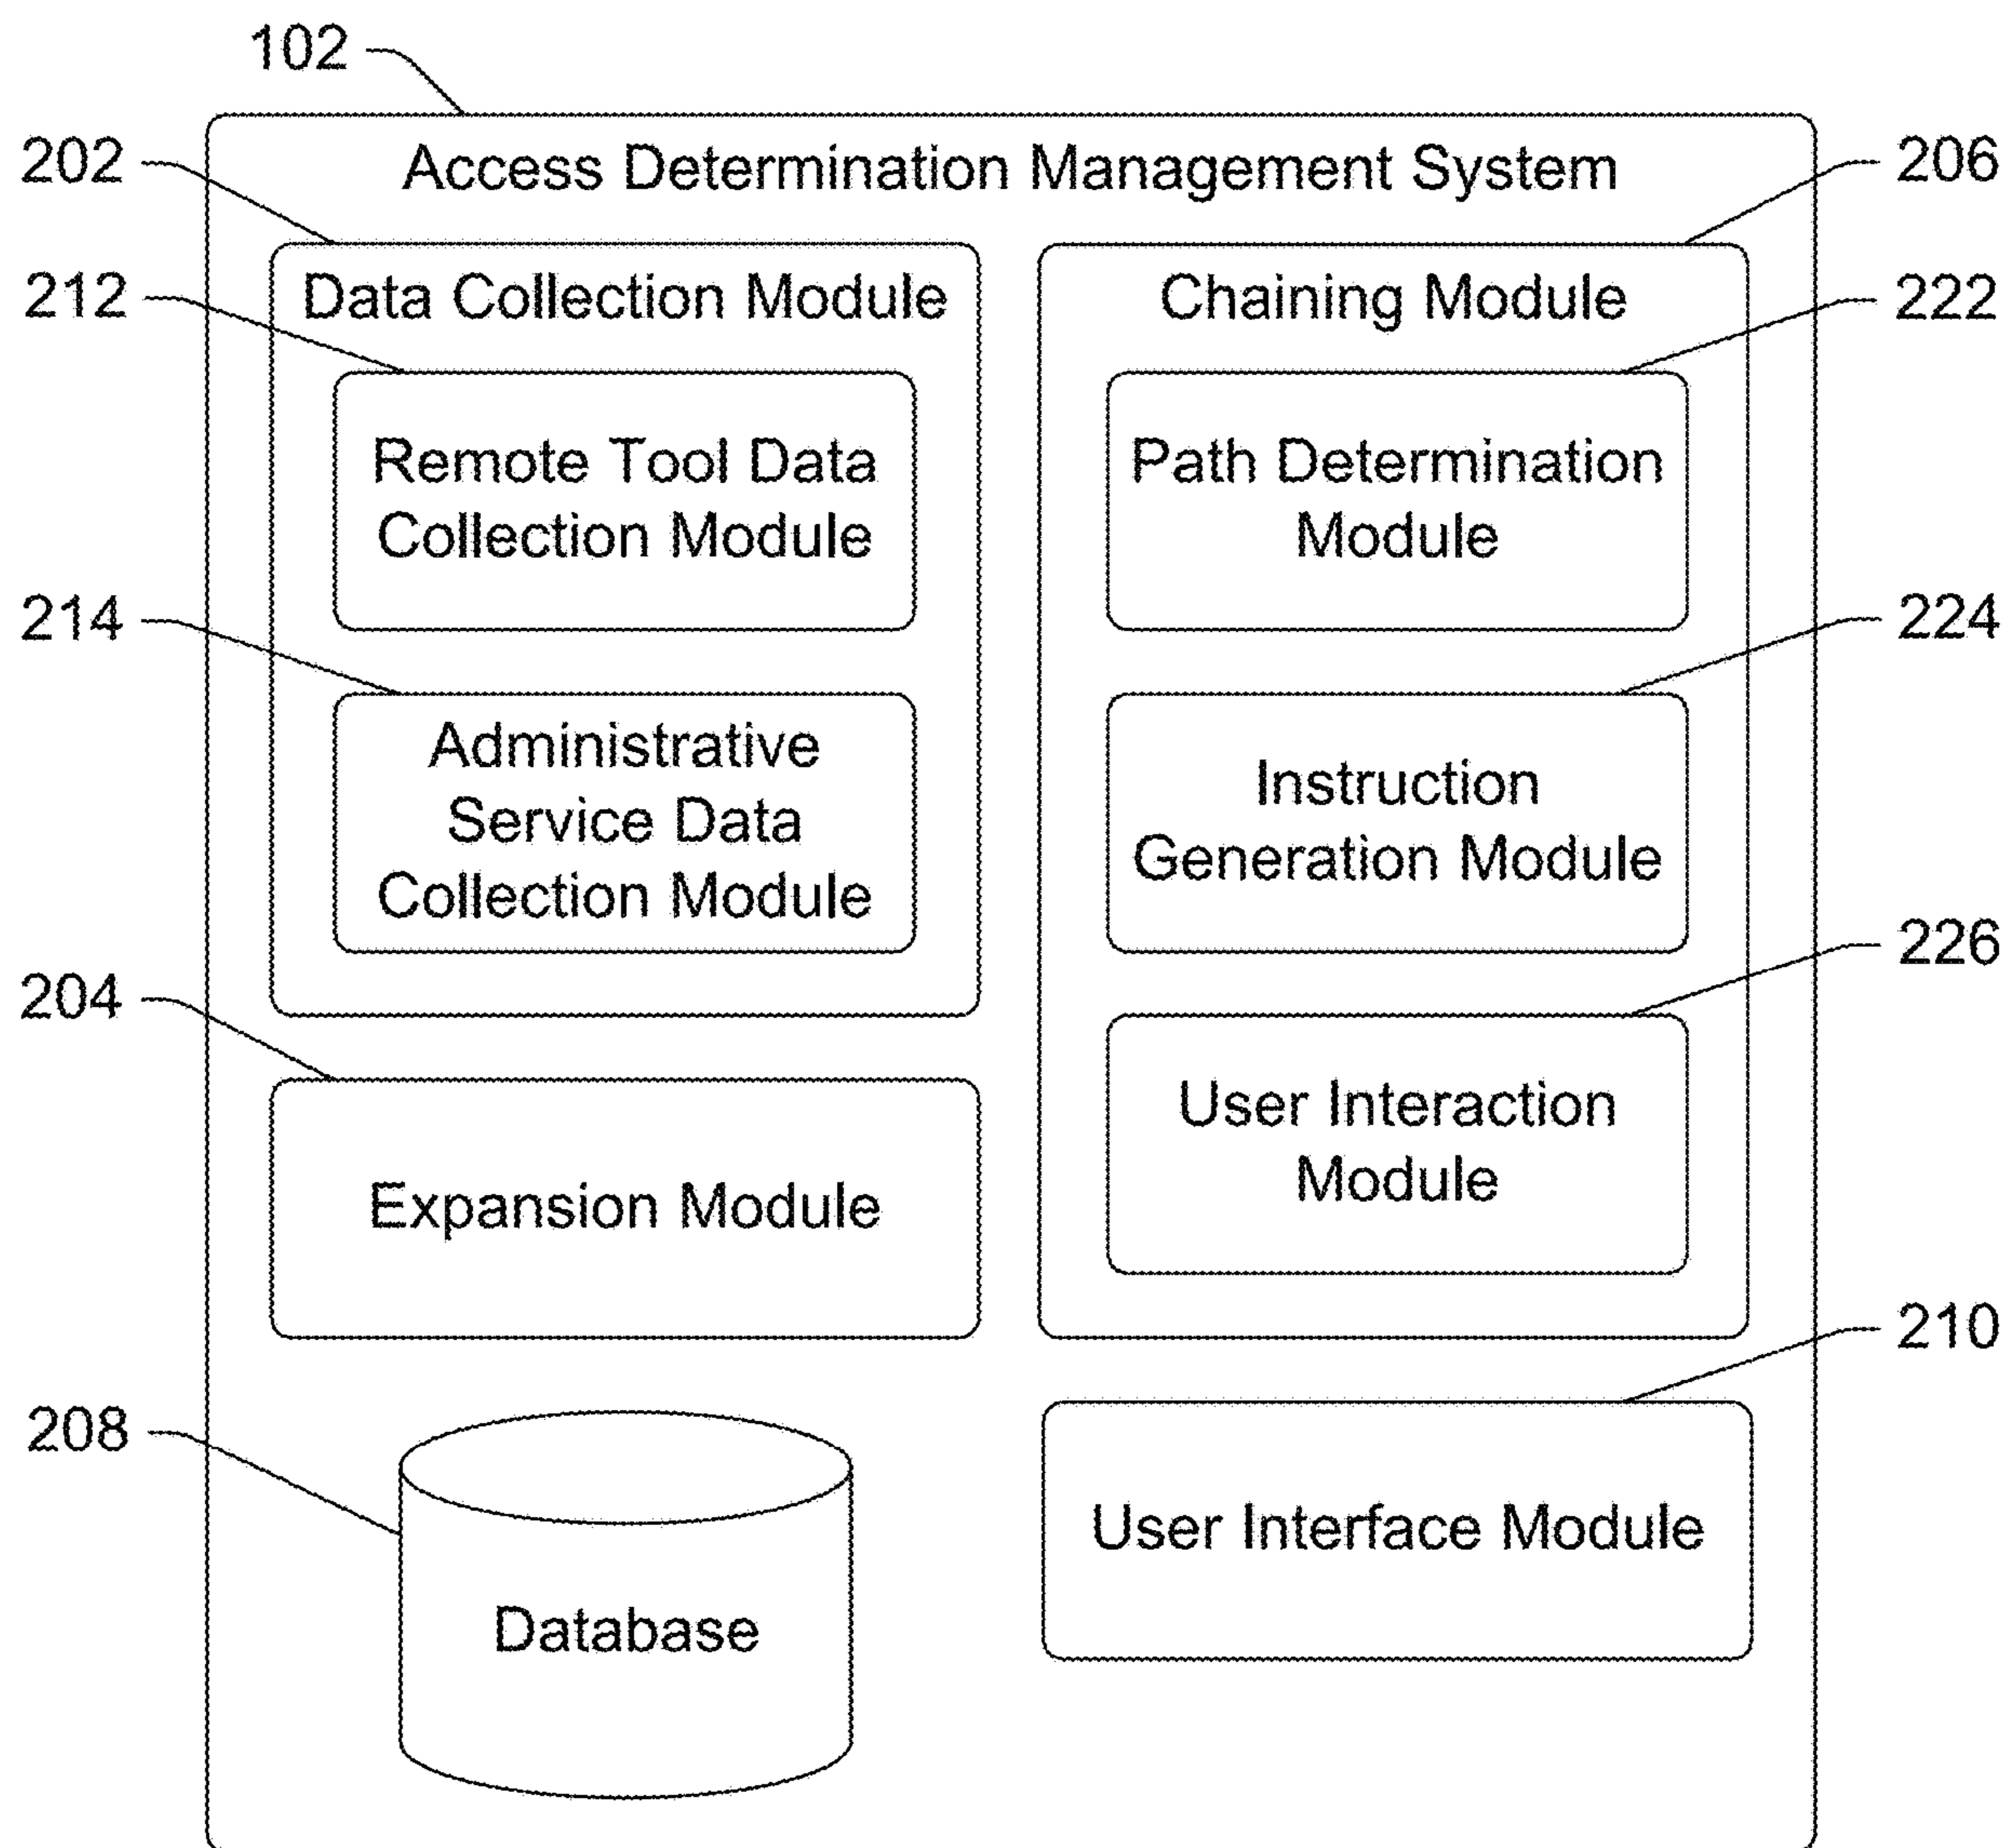 102
Access Determination Management System
202
206
Data Collection Module
212
Remote Tool Data
Collection Module
214
Administrative
Service Data
Collection Module
204
Expansion Module
208
Database
Chaining Module
222
Path Determination
Module
224
Instruction
Generation Module
226
User Interaction
Module
210
User Interface Module